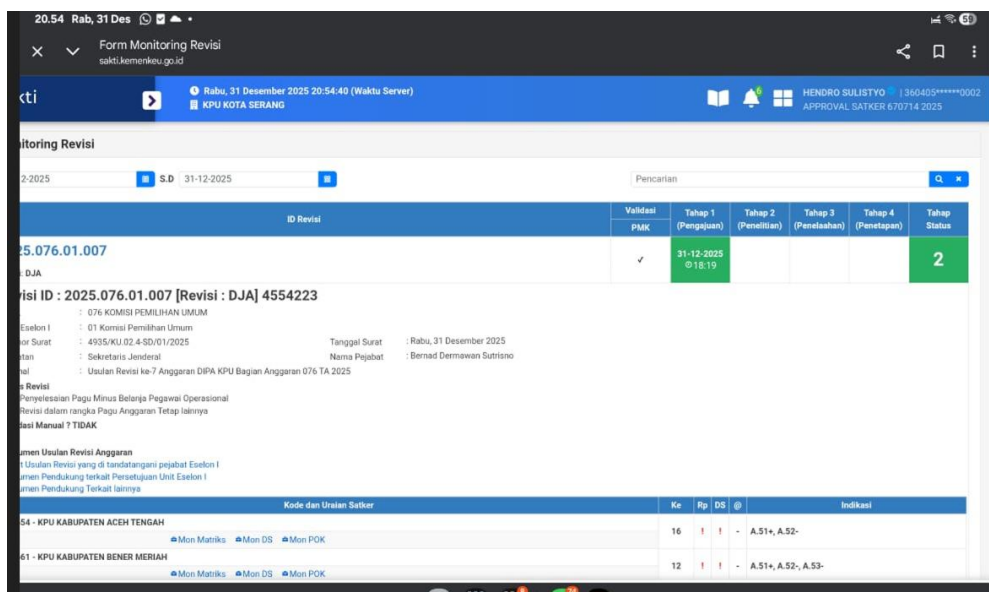 20.54 Rab, 31 Des
59
Form Monitoring Revisi
sakti.kemenkeu.go.id
kti
Rabu, 31 Desember 2025 20:54:40 (Waktu Server)
KPU KOTA SERANG
6
HENDRO SULISTYO | 360405******0002
APPROVAL SATKER 670714 2025
itoring Revisi
2-2025 S.D 31-12-2025 Pencarian
ID Revisi Validasi PMK Tahap 1 (Pengajuan) Tahap 2 (Penelitian) Tahap 3 (Penelaahan) Tahap 4 (Penetapan) Tahap Status
25.076.01.007
: DJA
✓ 31-12-2025 18:19 2
visi ID : 2025.076.01.007 [Revisi : DJA] 4554223
: 076 KOMISI PEMILIHAN UMUM
Eselon I : 01 Komisi Pemilihan Umum
or Surat : 4935/KU.02.4-SD/01/2025 Tanggal Surat : Rabu, 31 Desember 2025
atan : Sekretaris Jenderal Nama Pejabat : Bernad Dermawan Sutrisno
al : Usulan Revisi ke-7 Anggaran DIPA KPU Bagian Anggaran 076 TA 2025
s Revisi
Penyelesaian Pagu Minus Belanja Pegawai Operasional
Revisi dalam rangka Pagu Anggaran Tetap lainnya
dasi Manual ? TIDAK
umen Usulan Revisi Anggaran
t Usulan Revisi yang di tandatangani pejabat Eselon I
umen Pendukung terkait Persetujuan Unit Eselon I
umen Pendukung Terkait lainnya
Kode dan Uraian Satker Ke Rp DS @ Indikasi
54 - KPU KABUPATEN ACEH TENGAH
Mon Matriks Mon DS Mon POK
16 ! ! - A.51+, A.52-
61 - KPU KABUPATEN BENER MERIAH
Mon Matriks Mon DS Mon POK
12 ! ! - A.51+, A.52-, A.53-